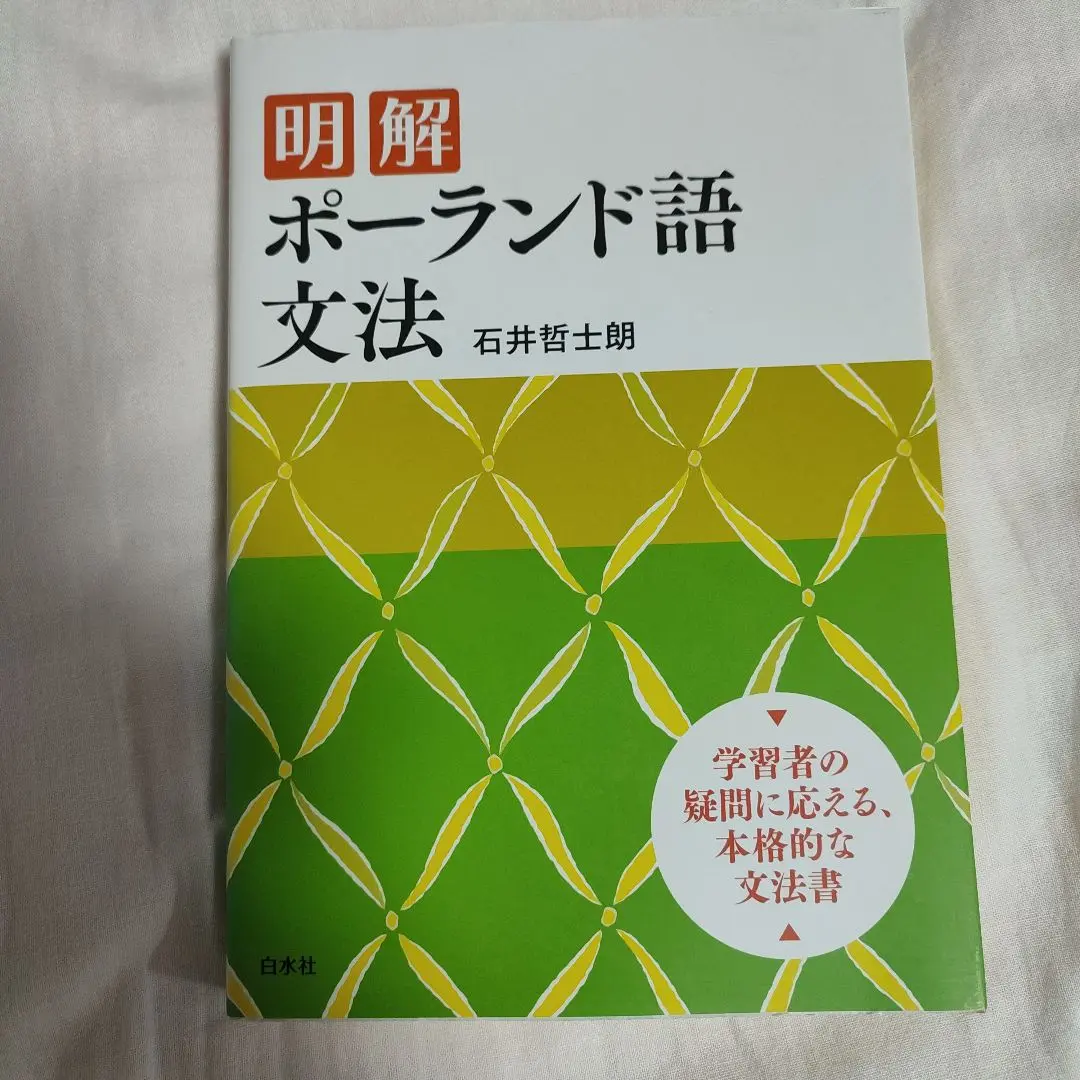 明解
ポーランド語
文法 石井哲士朗
学習者の
疑問に応える、
本格的な
文法書
白水社